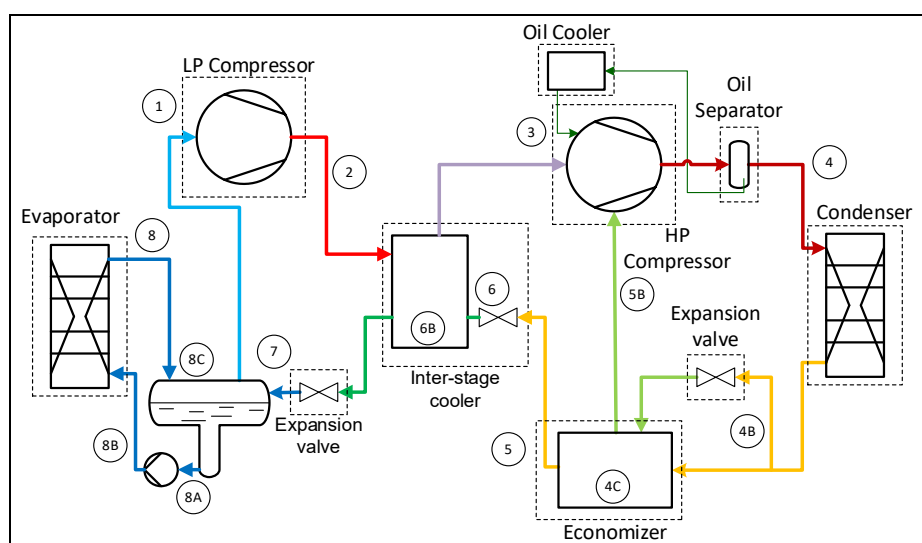 Oil Cooler
LP Compressor
Oil
Separator
1
3
2
4
Evaporator
8
Condenser
HP
Compressor
6
5B
Expansion
valve
6B
8C
7
Inter-stage
cooler
Expansion
valve
8B
5
4B
8A
4C
Economizer